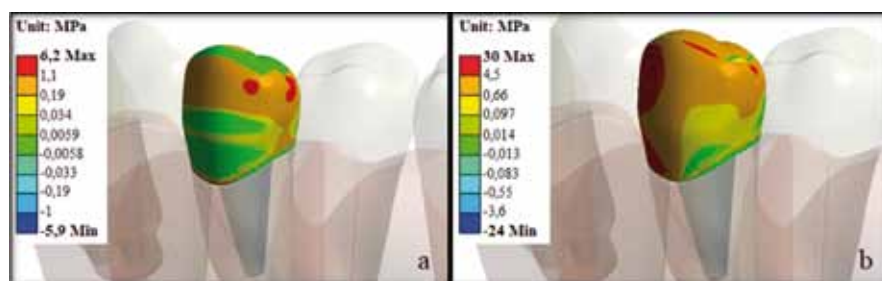 Unit: MPa
6,2 Max
1,1
0,19
0,034
0,0059
-0,0058
-0,033
-0,19
-1
-5,9 Min
a
Unit: MPa
30 Max
4,5
0,66
0,097
0,014
-0,013
-0,083
-0,55
-3,6
-24 Min
b